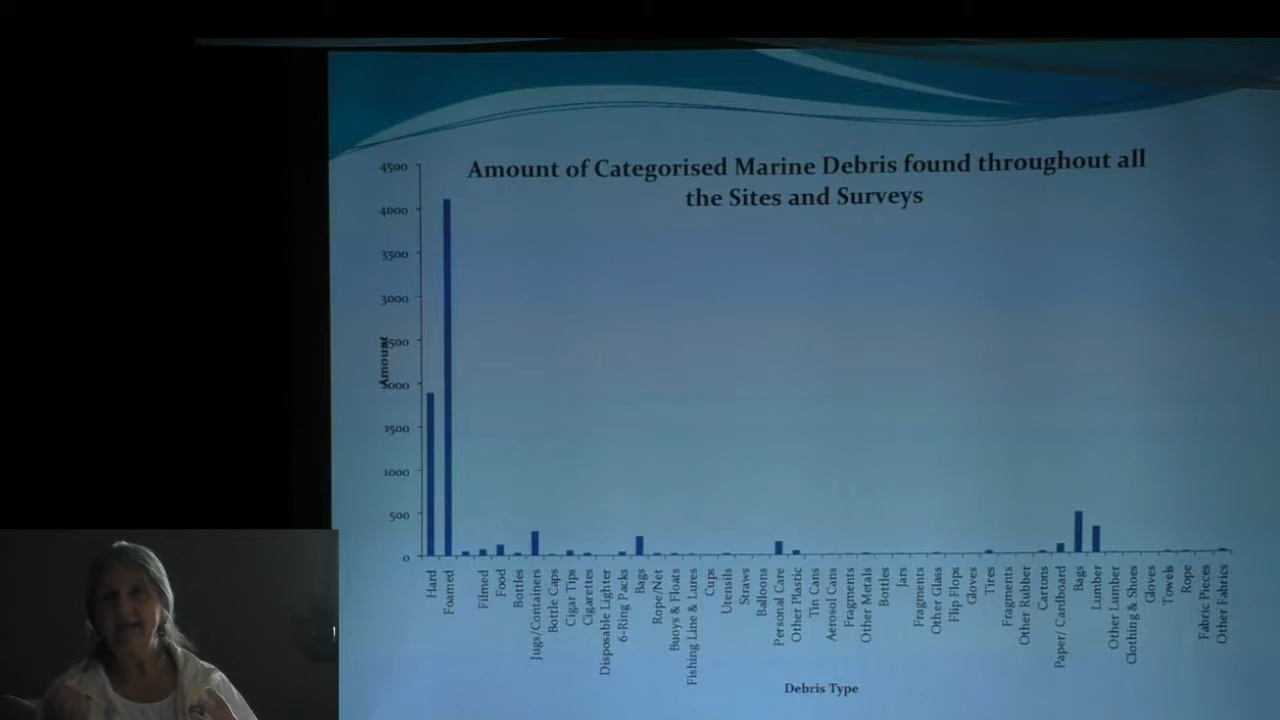 Amount of Categorised Marine Debris found throughout all
the Sites and Surveys
4500
4000
3500
3000
2500
2000
1500
1000
500
0
Amount
Hard
Foamed
Filmed
Food
Bottles
Jugs/Containers
Bottle Caps
Cigar Tips
Cigarettes
Disposable Lighter
6-Ring Packs
Bags
Rope/Net
Buoys & Floats
Fishing Line & Lures
Cups
Utensils
Straws
Balloons
Personal Care
Other Plastic
Tin Cans
Aerosol Cans
Fragments
Other Metals
Bottles
Jars
Fragments
Other Glass
Flip Flops
Gloves
Tires
Fragments
Other Rubber
Cartons
Paper/ Cardboard
Bags
Lumber
Other Lumber
Clothing & Shoes
Gloves
Towels
Rope
Fabric Pieces
Other Fabrics
Debris Type